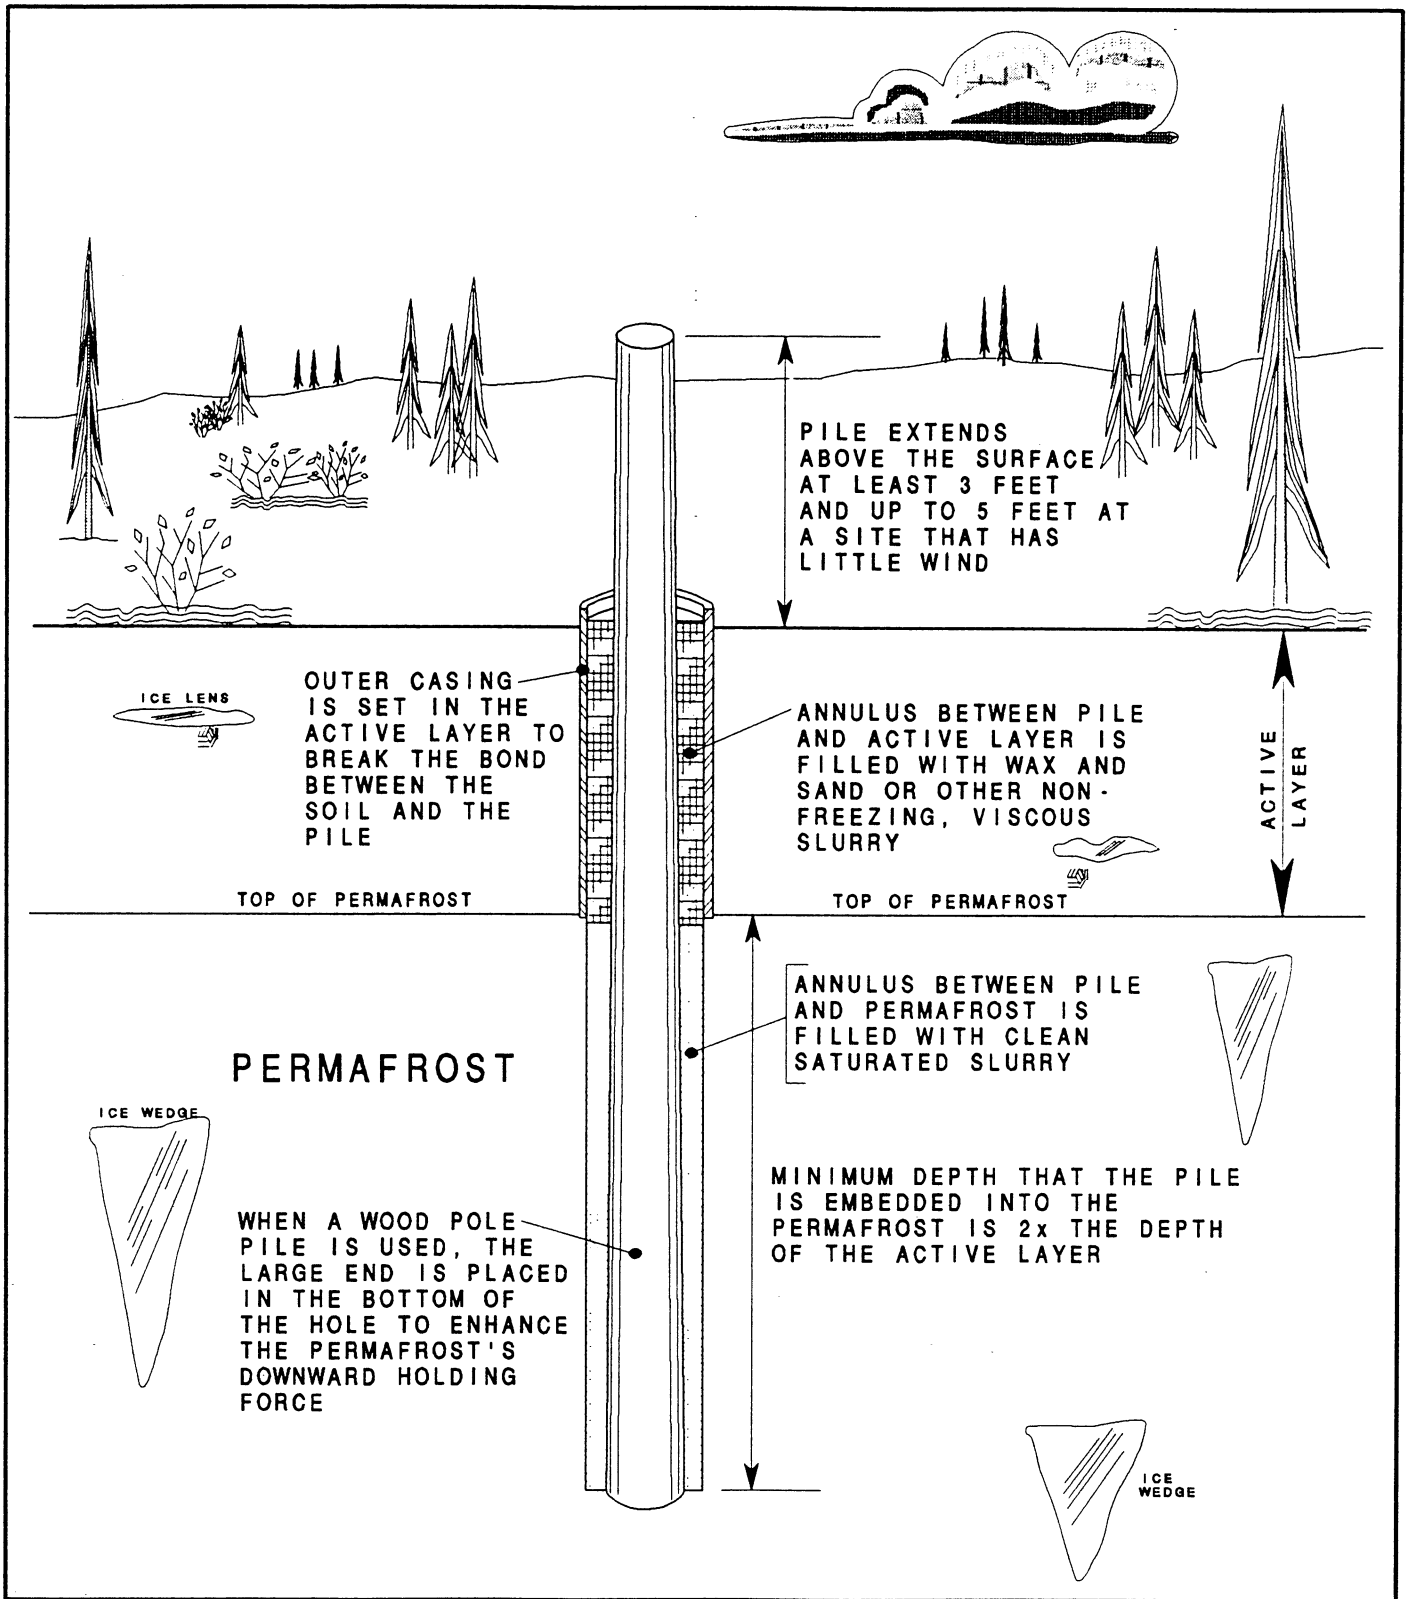 PILE EXTENDS
ABOVE THE SURFACE
AT LEAST 3 FEET
AND UP TO 5 FEET AT
A SITE THAT HAS
LITTLE WIND
ICE LENS
OUTER CASING
IS SET IN THE
ACTIVE LAYER TO
BREAK THE BOND
BETWEEN THE
SOIL AND THE
PILE
ANNULUS BETWEEN PILE
AND ACTIVE LAYER IS
FILLED WITH WAX AND
SAND OR OTHER NON-
FREEZING, VISCOUS
SLURRY
ACTIVE
LAYER
TOP OF PERMAFROST
TOP OF PERMAFROST
ANNULUS BETWEEN PILE
AND PERMAFROST IS
FILLED WITH CLEAN
SATURATED SLURRY
PERMAFROST
ICE WEDGE
MINIMUM DEPTH THAT THE PILE
IS EMBEDDED INTO THE
PERMAFROST IS 2x THE DEPTH
OF THE ACTIVE LAYER
WHEN A WOOD POLE
PILE IS USED, THE
LARGE END IS PLACED
IN THE BOTTOM OF
THE HOLE TO ENHANCE
THE PERMAFROST'S
DOWNWARD HOLDING
FORCE
ICE
WEDGE